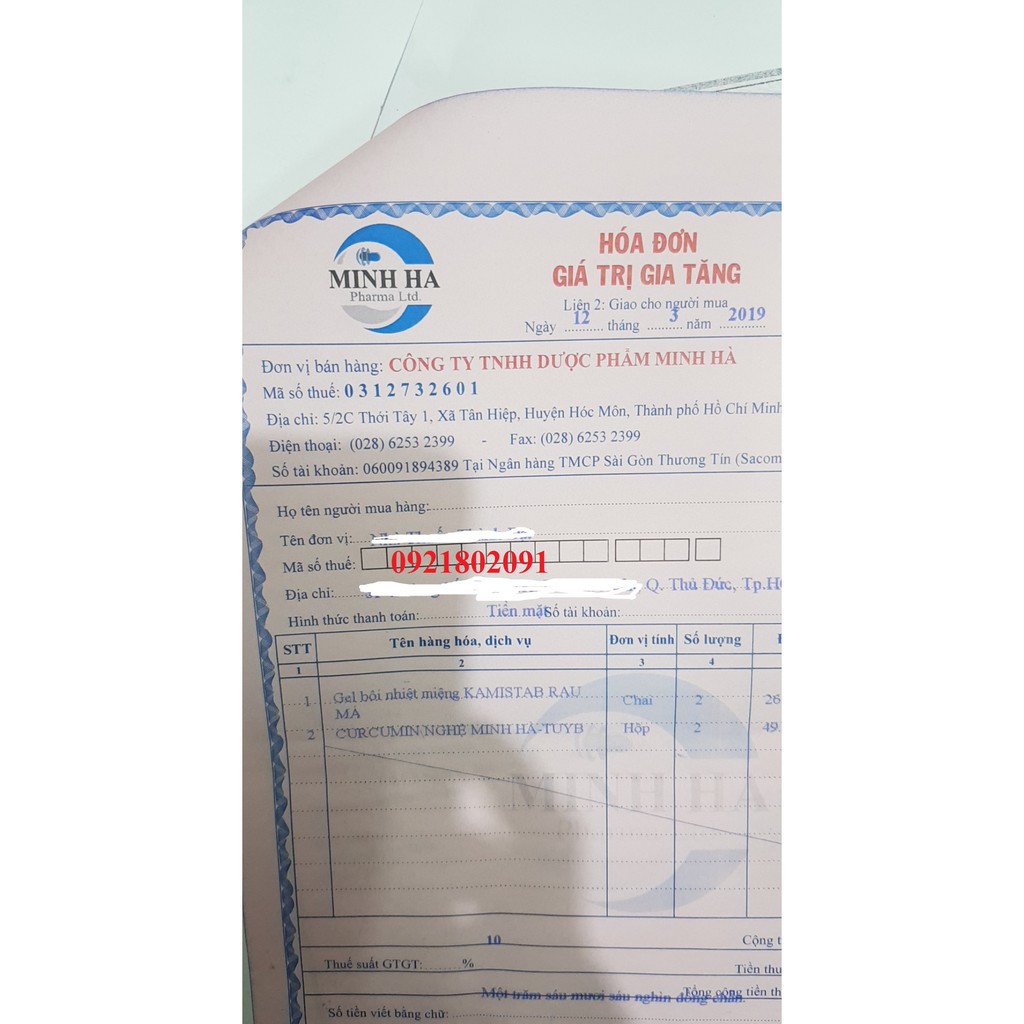 MINH HA
Pharma Ltd.
HÓA ĐƠN
GIÁ TRỊ GIA TĂNG
Liên 2: Giao cho người mua
Ngày 12 tháng 3 năm 2019
Đơn vị bán hàng: CÔNG TY TNHH DƯỢC PHẨM MINH HÀ
Mã số thuế: 0312732601
Địa chỉ: 5/2C Thới Tây 1, Xã Tân Hiệp, Huyện Hóc Môn, Thành phố Hồ Chí Minh
Điện thoại: (028) 6253 2399 - Fax: (028) 6253 2399
Số tài khoản: 060091894389 Tại Ngân hàng TMCP Sài Gòn Thương Tín (Sacom
Họ tên người mua hàng:
Tên đơn vị:
Mã số thuế: 0921802091
Địa chỉ: Q. Thủ Đức, Tp.H
Hình thức thanh toán: Tiền mặt Số tài khoản:
STT Tên hàng hóa, dịch vụ Đơn vị tính Số lượng
1 2 3 4
1 Gel bôi nhiệt miệng KAMISTAB RAU MÁ Chai 2 26
2 CURCUMIN NGHỆ MINH HÀ-TUYB Hộp 2 49.
MINH HA
Cộng t
Thuế suất GTGT: 10 % Tiền thu
Tổng cộng tiền th
Số tiền viết bằng chữ: Một trăm sáu mươi sáu nghìn đồng chẵn.